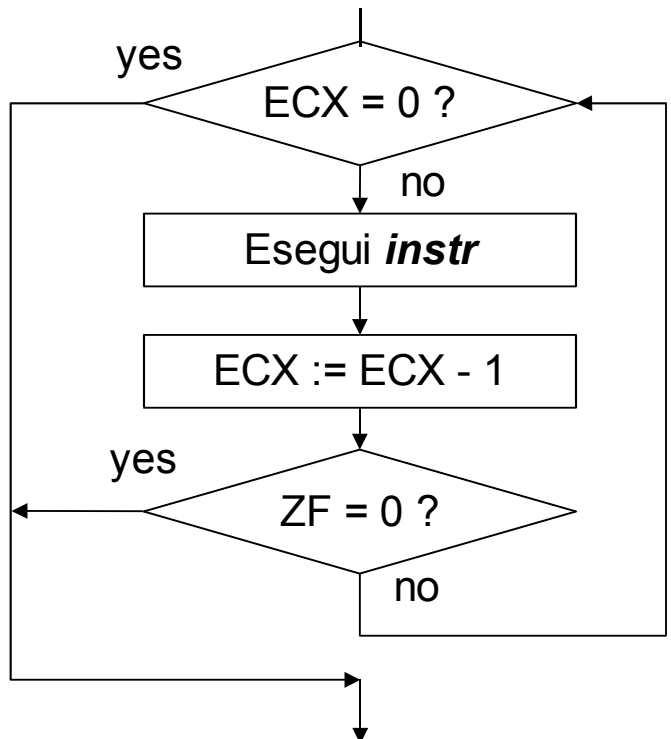 yes
ECX = 0 ?
no
Esegui instr
ECX := ECX - 1
yes
ZF = 0 ?
no